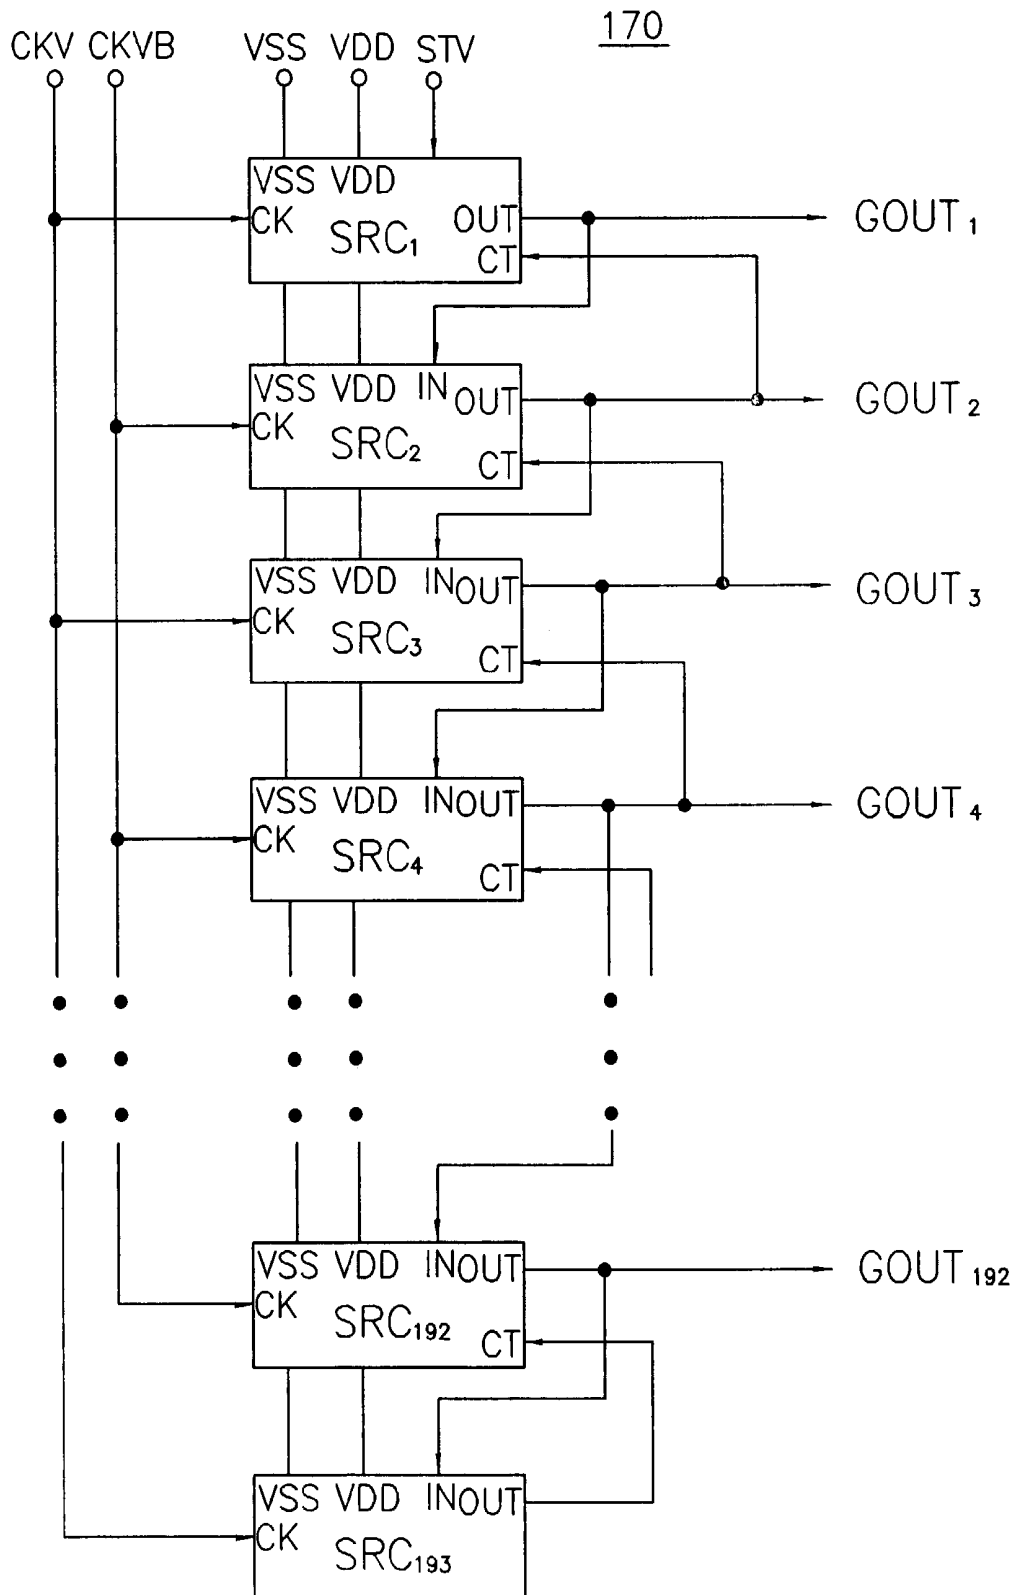 170
CKV CKVB VSS VDD STV
VSS VDD
CK SRC₁ OUT GOUT₁
CT
VSS VDD IN OUT GOUT₂
CK SRC₂ CT
VSS VDD IN OUT GOUT₃
CK SRC₃ CT
VSS VDD IN OUT GOUT₄
CK SRC₄ CT
VSS VDD IN OUT GOUT₁₉₂
CK SRC₁₉₂ CT
VSS VDD IN OUT
CK SRC₁₉₃